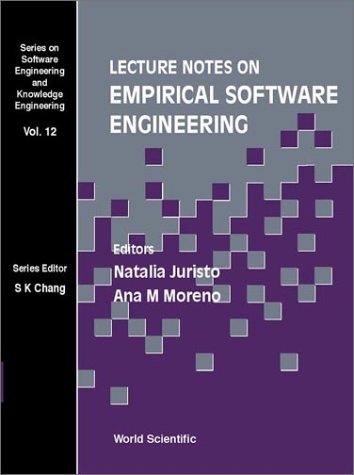 Series on
Software
Engineering
and
Knowledge
Engineering
Vol. 12
Series Editor
S K Chang
LECTURE NOTES ON
EMPIRICAL SOFTWARE
ENGINEERING
Editors
Natalia Juristo
Ana M Moreno
World Scientific